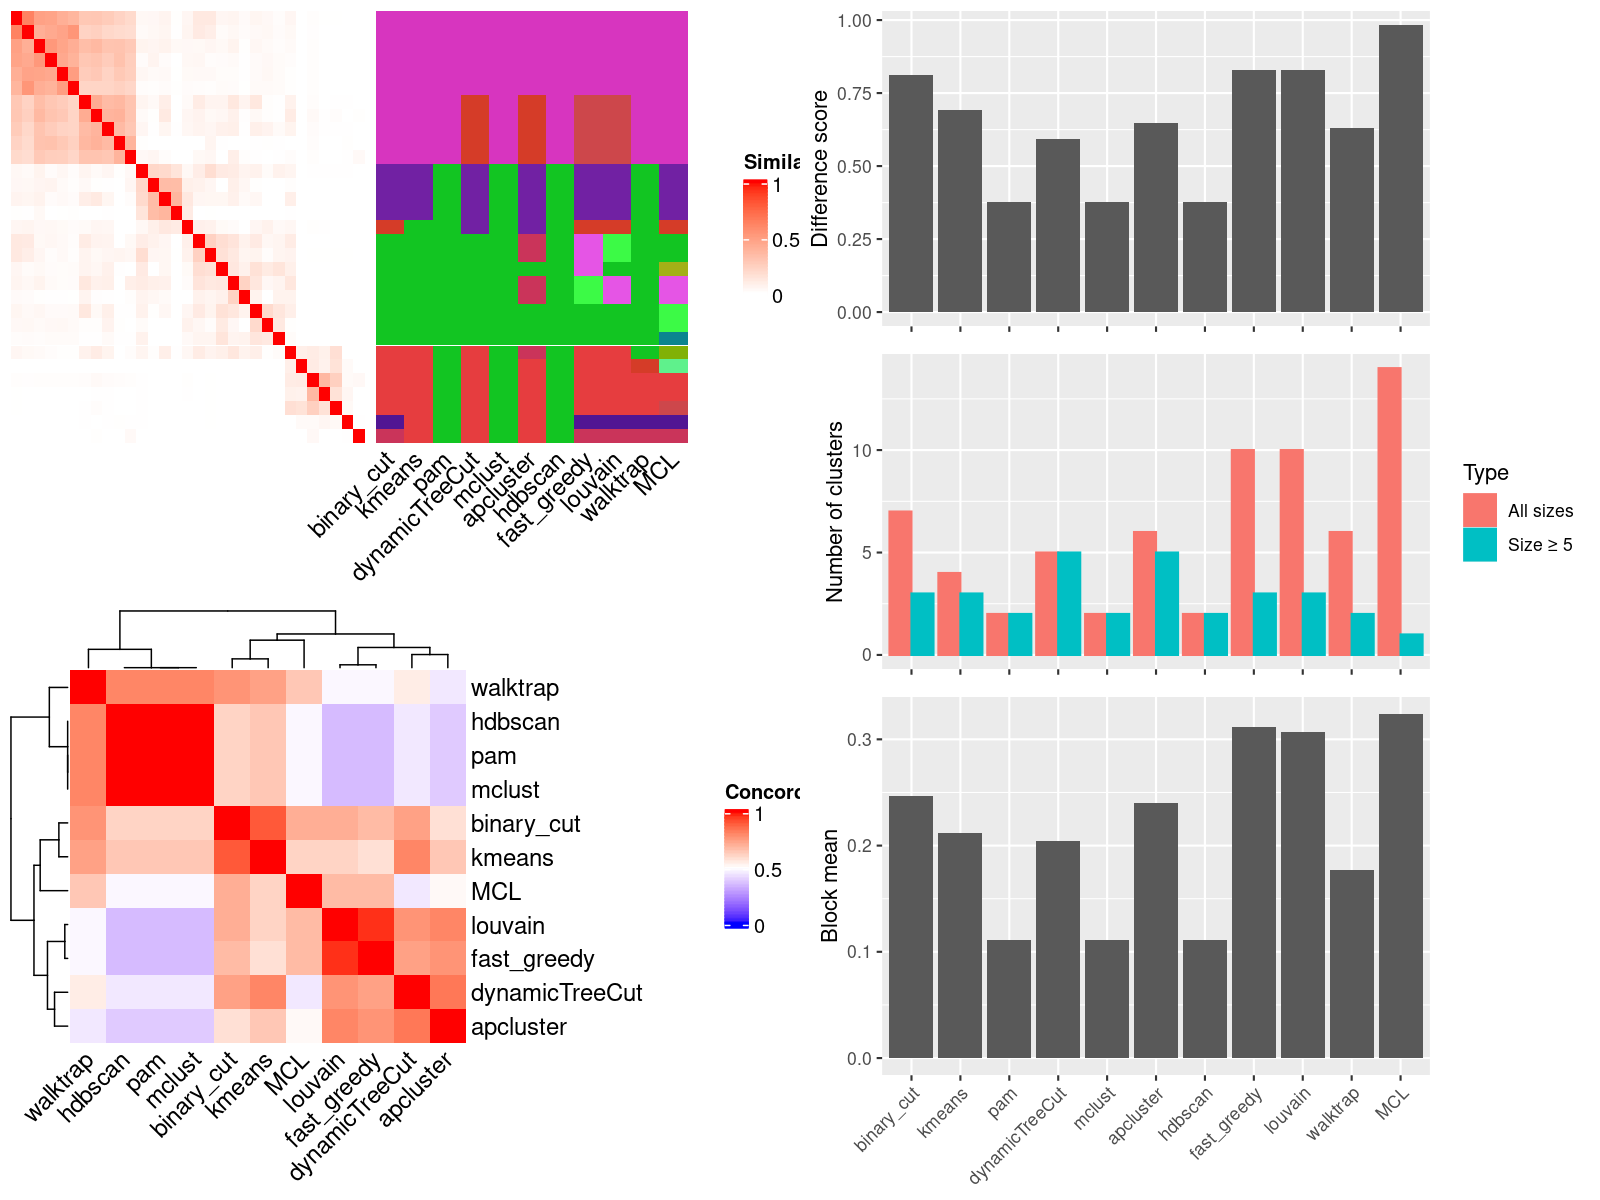 Simila
1
0.5
0
binary_cut
kmeans
pam
dynamicTreeCut
mclust
apcluster
hdbscan
fast_greedy
louvain
walktrap
MCL
Difference score
1.00
0.75
0.50
0.25
0.00
Number of clusters
10
5
0
Type
All sizes
Size ≥ 5
walktrap
hdbscan
pam
mclust
binary_cut
kmeans
MCL
louvain
fast_greedy
dynamicTreeCut
apcluster
walktrap
hdbscan
pam
mclust
binary_cut
kmeans
MCL
louvain
fast_greedy
dynamicTreeCut
apcluster
Concord
1
0.5
0
Block mean
0.3
0.2
0.1
0.0
binary_cut
kmeans
pam
dynamicTreeCut
mclust
apcluster
hdbscan
fast_greedy
louvain
walktrap
MCL